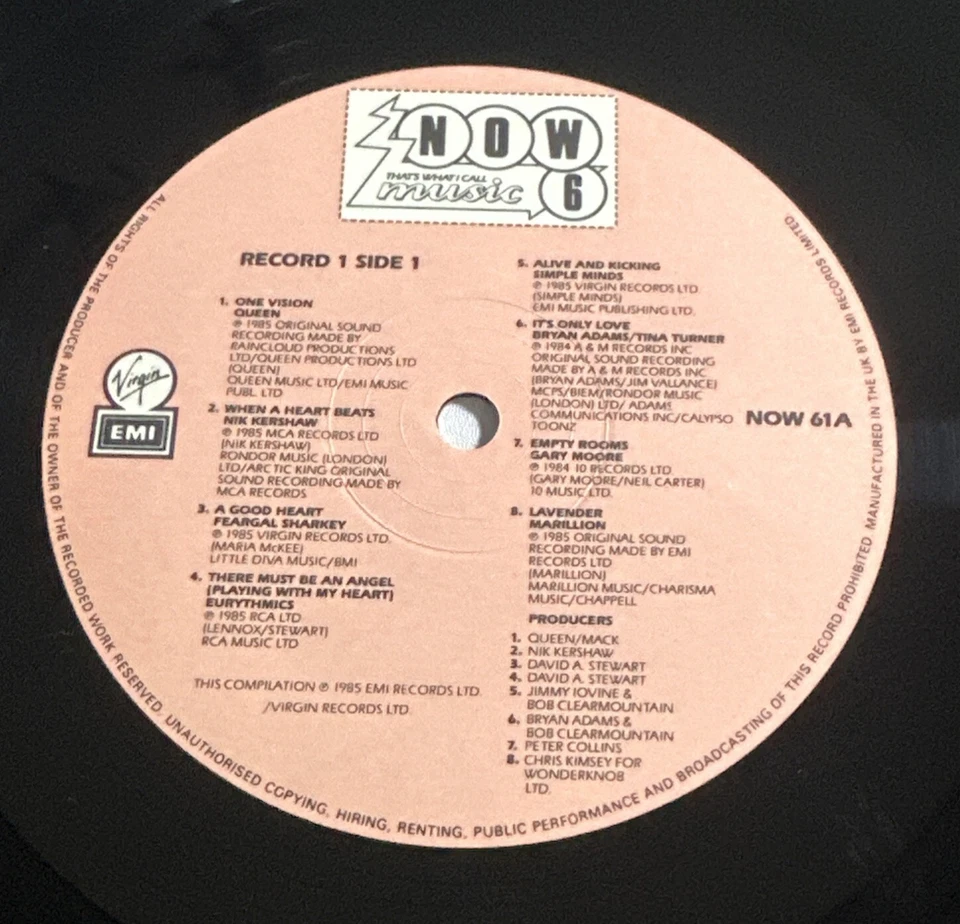 NOW
THAT'S WHAT I CALL
music 6
RECORD 1 SIDE 1
1. ONE VISION
QUEEN
℗ 1985 ORIGINAL SOUND
RECORDING MADE BY
RAINCLOUD PRODUCTIONS
LTD/QUEEN PRODUCTIONS LTD
(QUEEN)
QUEEN MUSIC LTD/EMI MUSIC
PUBL. LTD
2. WHEN A HEART BEATS
NIK KERSHAW
℗ 1985 MCA RECORDS LTD
(NIK KERSHAW)
RONDOR MUSIC (LONDON)
LTD/ARCTIC KING ORIGINAL
SOUND RECORDING MADE BY
MCA RECORDS
3. A GOOD HEART
FEARGAL SHARKEY
℗ 1985 VIRGIN RECORDS LTD.
(MARIA McKEE)
LITTLE DIVA MUSIC/BMI
4. THERE MUST BE AN ANGEL
(PLAYING WITH MY HEART)
EURYTHMICS
℗ 1985 RCA LTD
(LENNOX/STEWART)
RCA MUSIC LTD
5. ALIVE AND KICKING
SIMPLE MINDS
℗ 1985 VIRGIN RECORDS LTD
(SIMPLE MINDS)
EMI MUSIC PUBLISHING LTD.
6. IT'S ONLY LOVE
BRYAN ADAMS/TINA TURNER
℗ 1984 A & M RECORDS INC
ORIGINAL SOUND RECORDING
MADE BY A & M RECORDS INC
(BRYAN ADAMS/JIM VALLANCE)
MCPS/BIEM/RONDOR MUSIC
(LONDON) LTD/ ADAMS
COMMUNICATIONS INC/CALYPSO
TOONZ
7. EMPTY ROOMS
GARY MOORE
℗ 1984 10 RECORDS LTD.
(GARY MOORE/NEIL CARTER)
10 MUSIC LTD.
8. LAVENDER
MARILLION
℗ 1985 ORIGINAL SOUND
RECORDING MADE BY EMI
RECORDS LTD
(MARILLION)
MARILLION MUSIC/CHARISMA
MUSIC/CHAPPELL
PRODUCERS
1. QUEEN/MACK
2. NIK KERSHAW
3. DAVID A. STEWART
4. DAVID A. STEWART
5. JIMMY IOVINE &
BOB CLEARMOUNTAIN
6. BRYAN ADAMS &
BOB CLEARMOUNTAIN
7. PETER COLLINS
8. CHRIS KIMSEY FOR
WONDERKNOB
LTD.
THIS COMPILATION ℗ 1985 EMI RECORDS LTD.
/VIRGIN RECORDS LTD.
Virgin
EMI
NOW 61A
ALL RIGHTS OF THE PRODUCER AND OF THE OWNER OF THE RECORDED WORK RESERVED. UNAUTHORISED COPYING, HIRING, RENTING, PUBLIC PERFORMANCE AND BROADCASTING OF THIS RECORD PROHIBITED MANUFACTURED IN THE UK BY EMI RECORDS LIMITED.